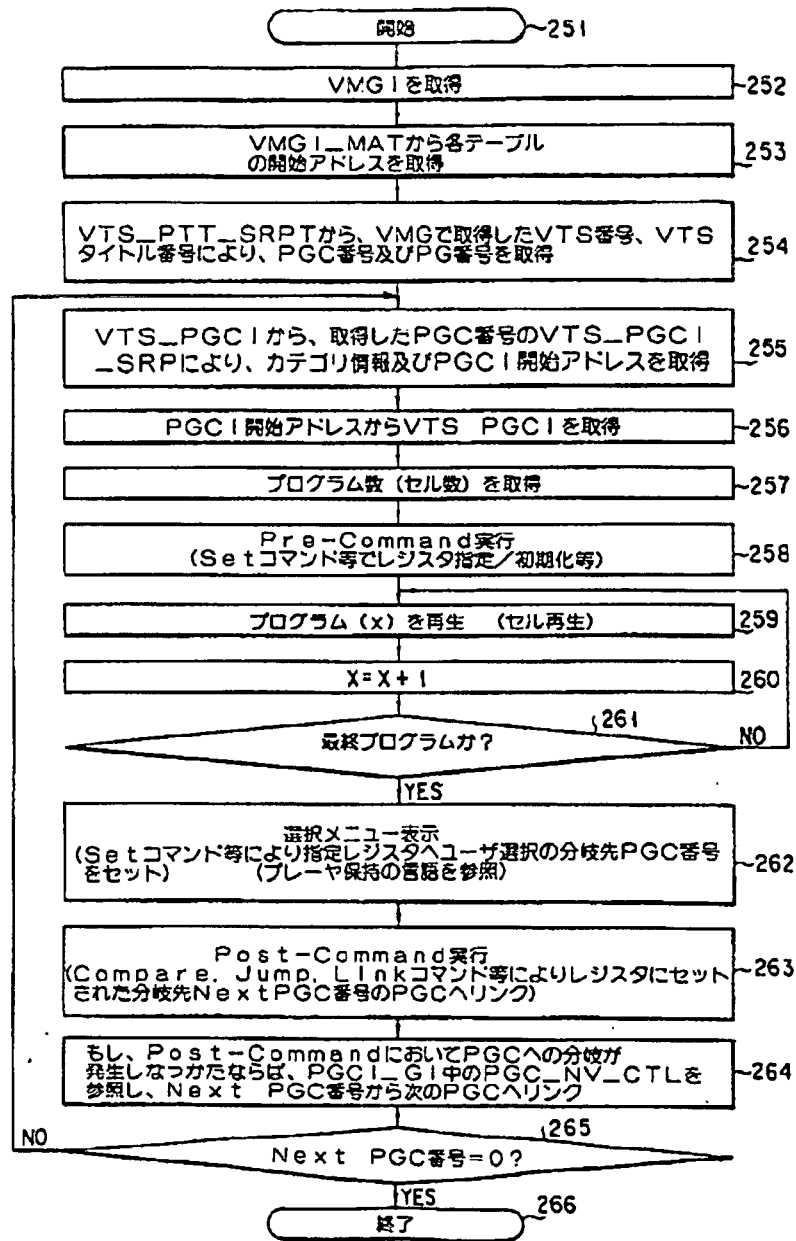 開始
251
VMGIを取得
252
VMGI_MATから各テーブル
の開始アドレスを取得
253
VTS_PTT_SRPTから、VMGで取得したVTS番号、VTS
タイトル番号により、PGC番号及びPG番号を取得
254
VTS_PGCIから、取得したPGC番号のVTS_PGCI
_SRPにより、カテゴリ情報及びPGCI開始アドレスを取得
255
PGCI開始アドレスからVTS PGCIを取得
256
プログラム数(セル数)を取得
257
Pre-Command実行
(Setコマンド等でレジスタ指定/初期化等)
258
プログラム(x)を再生 (セル再生)
259
X=X+1
260
261
最終プログラムか?
NO
YES
選択メニュー表示
(Setコマンド等により指定レジスタへユーザ選択の分岐先PGC番号
をセット) (プレーヤ保持の言語を参照)
262
Post-Command実行
(Compare, Jump, Linkコマンド等によりレジスタにセット
された分岐先NextPGC番号のPGCへリンク)
263
もし、Post-CommandにおいてPGCへの分岐が
発生しなつかたならば、PGCI_GI中のPGC_NV_CTLを
参照し、Next PGC番号から次のPGCへリンク
264
265
NO
Next PGC番号=0?
YES
終了
266